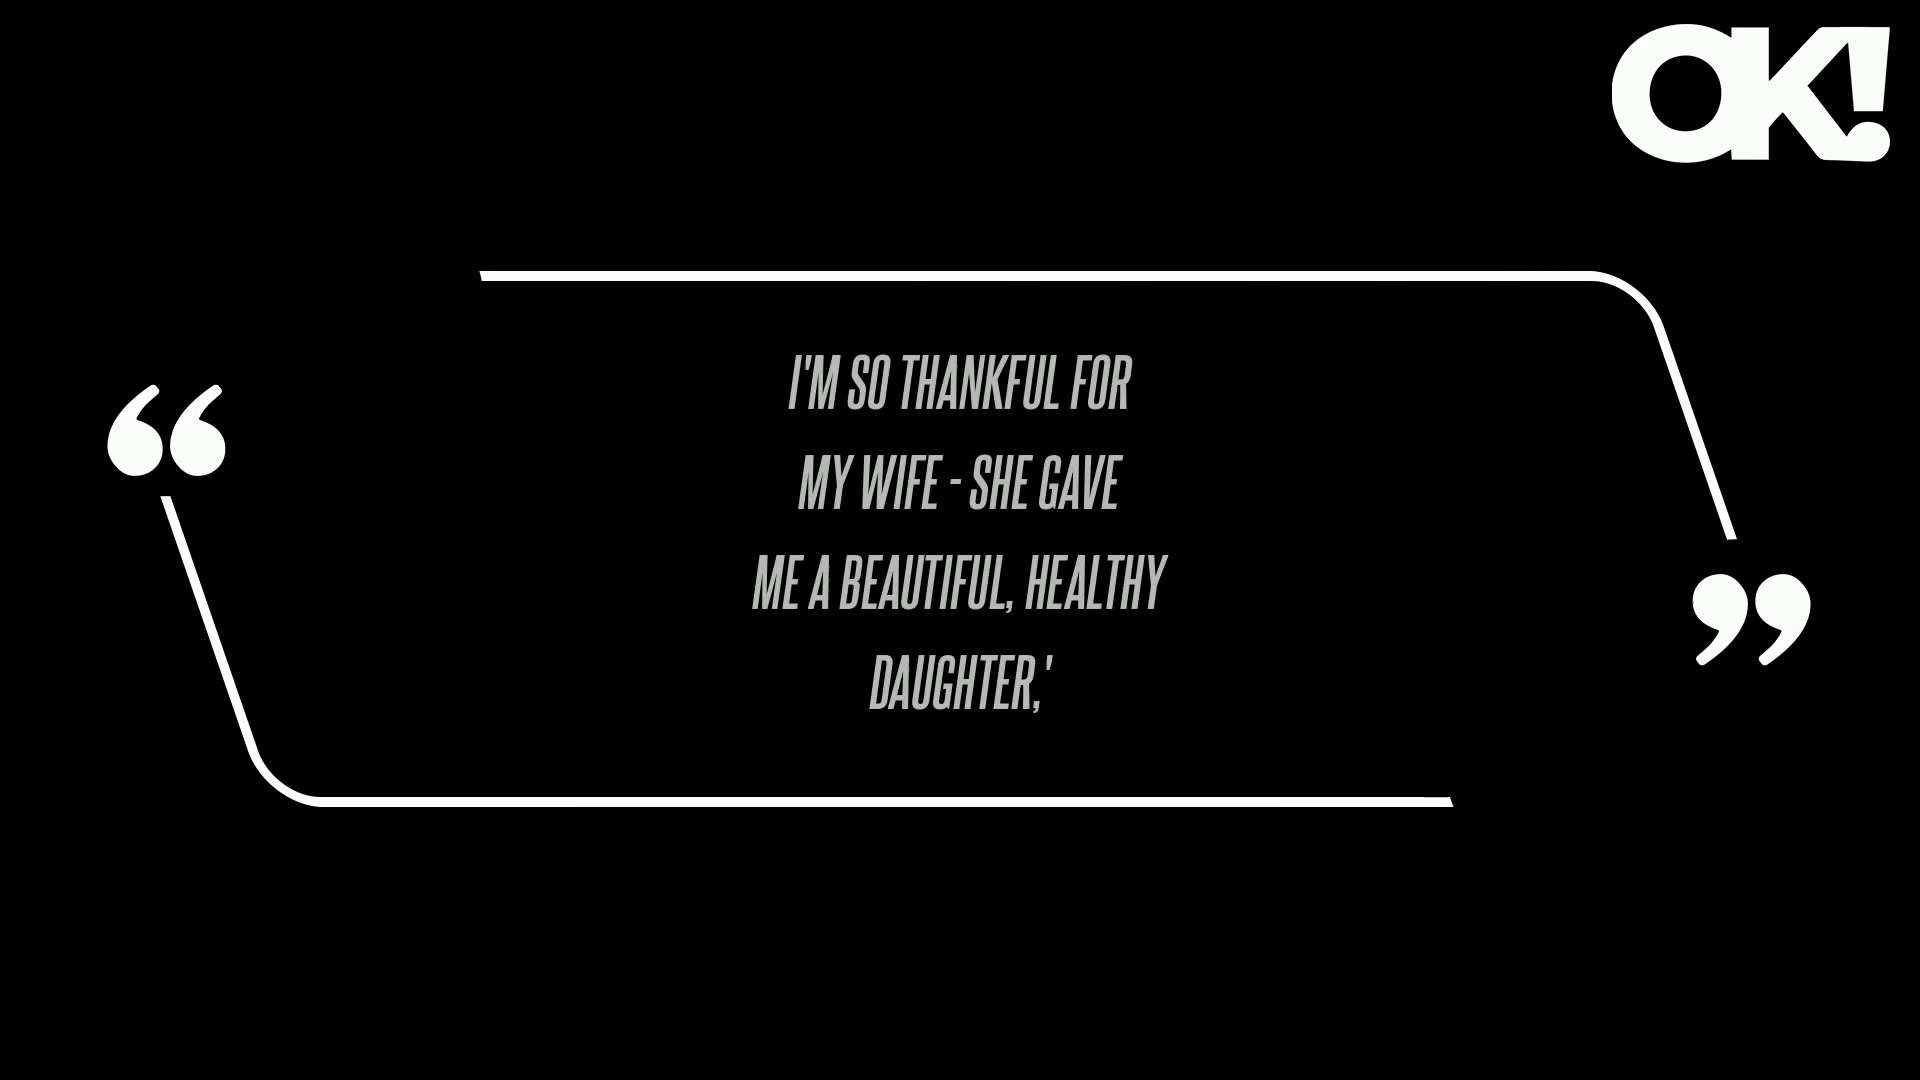 OK!
“
I'M SO THANKFUL FOR
MY WIFE - SHE GAVE
ME A BEAUTIFUL, HEALTHY
DAUGHTER,'
”